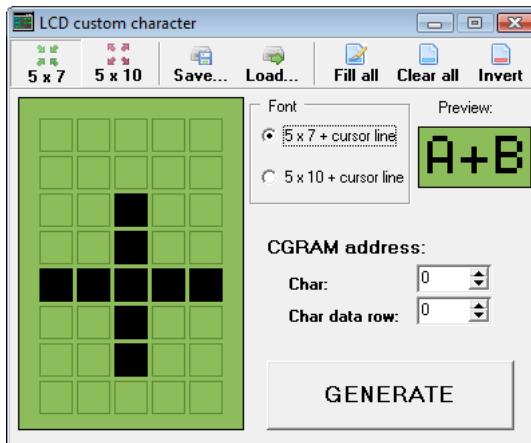 LCD custom character
5 x 7 5 x 10 Save... Load... Fill all Clear all Invert
Font
5 x 7 + cursor line
5 x 10 + cursor line
Preview:
A+B
CGRAM address:
Char: 0
Char data row: 0
GENERATE